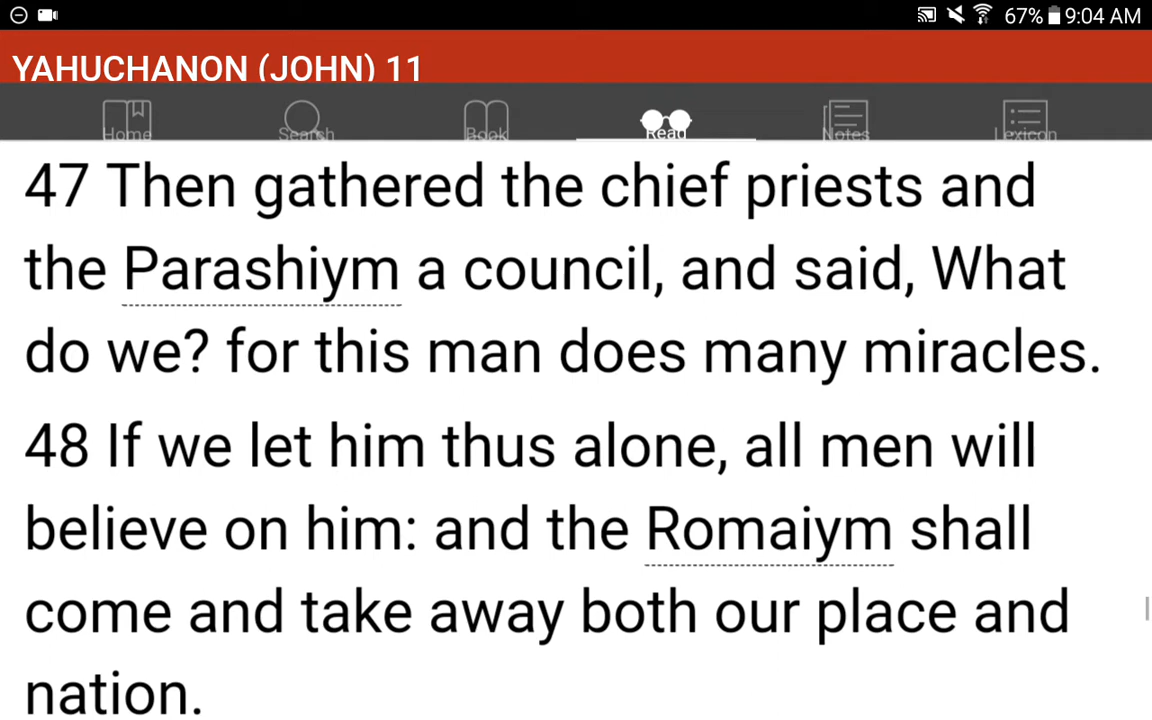 67% 9:04 AM
YAHUCHANON (JOHN) 11
Home Search Book Read Notes Lexicon
47 Then gathered the chief priests and
the Parashiym a council, and said, What
do we? for this man does many miracles.
48 If we let him thus alone, all men will
believe on him: and the Romaiym shall
come and take away both our place and
nation.